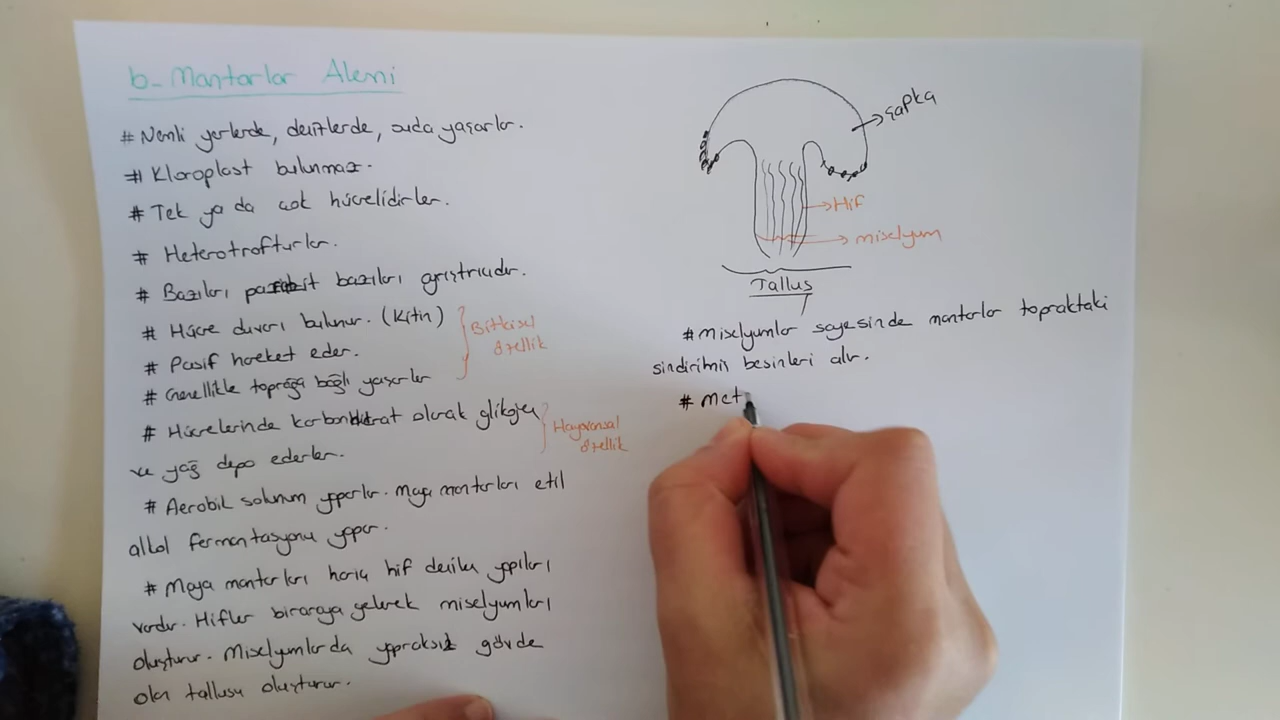 b- Mantarlar Alemi
# Nemli yerlerde, denizlerde, suda yaşarlar.
# Kloroplast bulunmaz.
# Tek ya da çok hücrelidirler.
# Heterotrofturlar.
# Bazıları parazit bazıları ayrıştırıcıdır.
# Hücre duvarı bulunur. (Kitin)
# Pasif hareket eder.
# Genellikle toprağa bağlı yaşarlar
Bitkisel
özellik
# Hücrelerinde karbonhidrat olarak glikojen
ve yağ depo ederler.
Hayvansal
özellik
# Aerobik solunum yaparlar. Maya mantarları etil
alkol fermantasyonu yapar.
# Maya mantarları hariç hif denilen yapıları
vardır. Hifler biraraya gelerek miselyumları
oluşturur. Miselyumlarda yapraksız gövde
olan tallusu oluşturur.
Şapka
Hif
miselyum
Tallus
# Miselyumlar sayesinde mantarlar topraktaki
sindirilmiş besinleri alır.
# Met